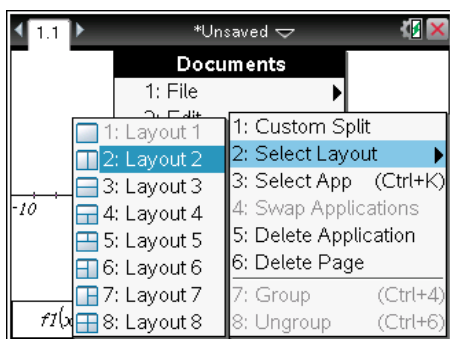 1.1
*Unsaved
Documents
1: File
2: Edit
1: Layout 1
2: Layout 2
3: Layout 3
4: Layout 4
5: Layout 5
6: Layout 6
7: Layout 7
8: Layout 8
1: Custom Split
2: Select Layout
3: Select App (Ctrl+K)
4: Swap Applications
5: Delete Application
6: Delete Page
7: Group (Ctrl+4)
8: Ungroup (Ctrl+6)
-10
f1(x